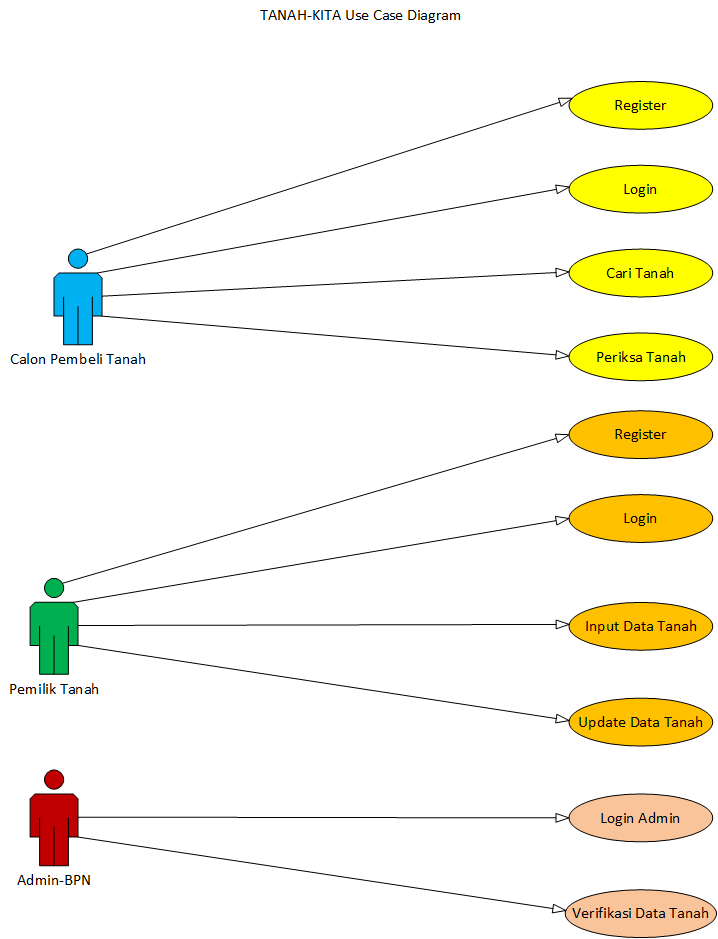 TANAH-KITA Use Case Diagram
Register
Login
Cari Tanah
Calon Pembeli Tanah
Periksa Tanah
Register
Login
Input Data Tanah
Pemilik Tanah
Update Data Tanah
Login Admin
Admin-BPN
Verifikasi Data Tanah